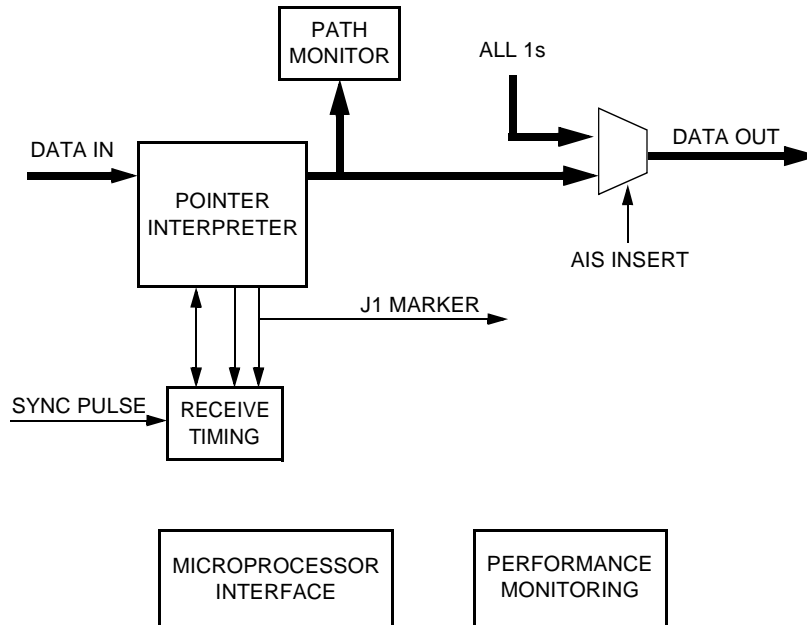 PATH
MONITOR
ALL 1s
DATA IN
DATA OUT
POINTER
INTERPRETER
AIS INSERT
J1 MARKER
SYNC PULSE
RECEIVE
TIMING
MICROPROCESSOR
INTERFACE
PERFORMANCE
MONITORING